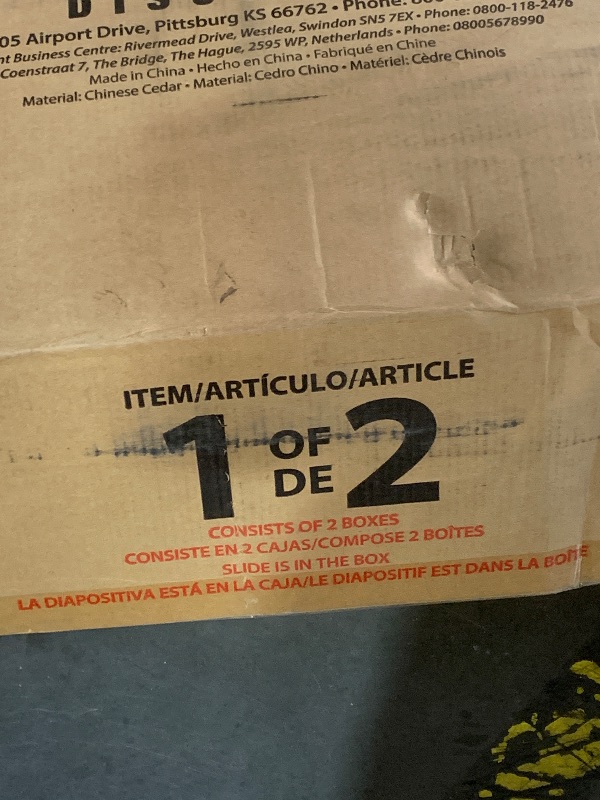 05 Airport Drive, Pittsburg KS 66762 • Phone:
nt Business Centre: Rivermead Drive, Westlea, Swindon SN5 7EX • Phone: 0800-118-2476
Coenstraat 7, The Bridge, The Hague, 2595 WP, Netherlands • Phone: 08005678990
Made in China • Hecho en China • Fabriqué en Chine
Material: Chinese Cedar • Material: Cedro Chino • Matériel: Cèdre Chinois
ITEM/ARTÍCULO/ARTICLE
1 OF DE 2
CONSISTS OF 2 BOXES
CONSISTE EN 2 CAJAS/COMPOSE 2 BOÎTES
SLIDE IS IN THE BOX
LA DIAPOSITIVA ESTÁ EN LA CAJA/LE DIAPOSITIF EST DANS LA BOÎTE